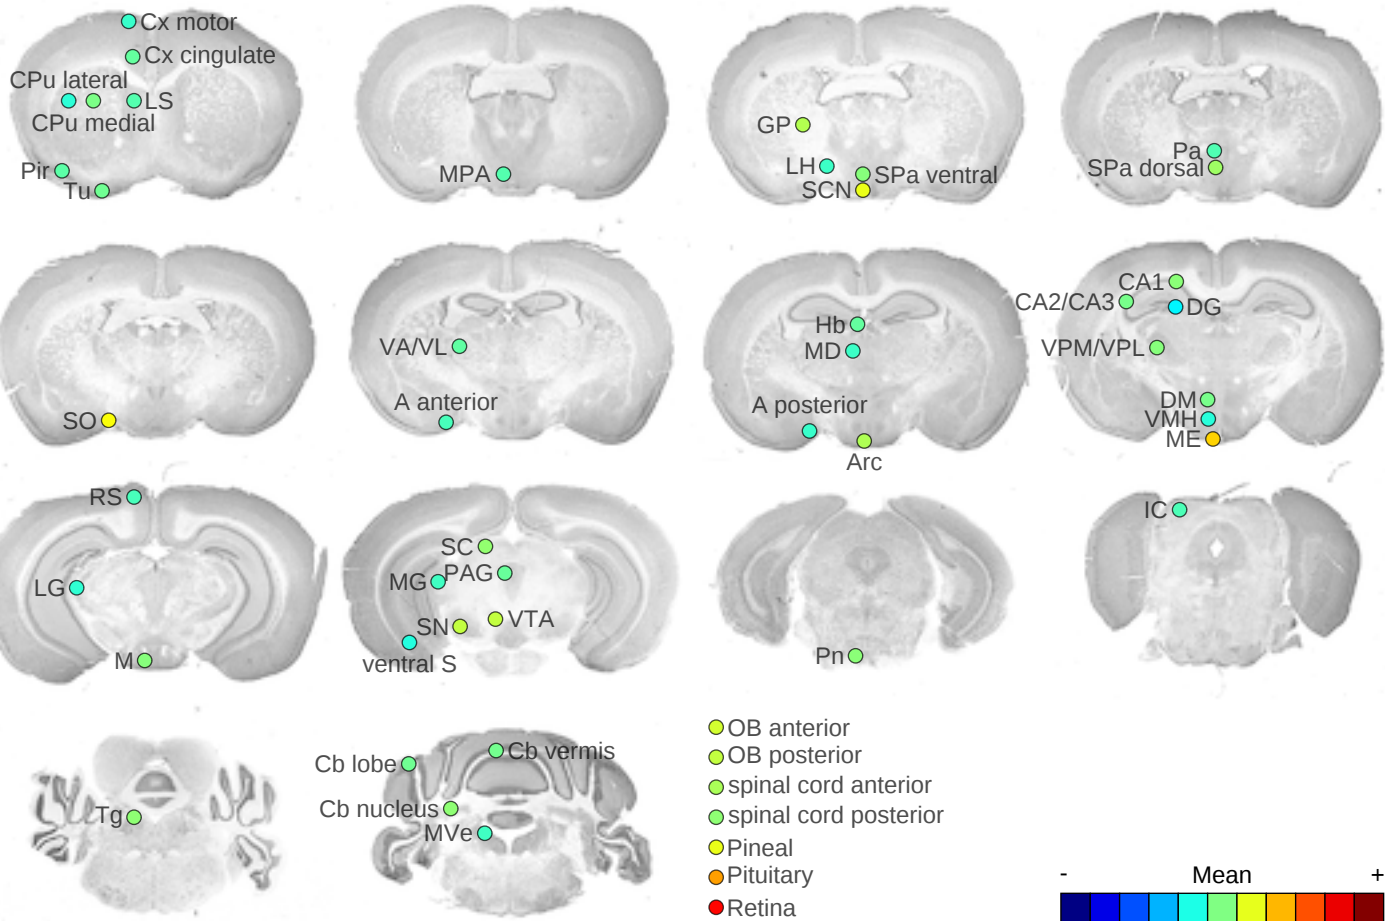 Cx motor
Cx cingulate
CPu lateral
LS
CPu medial
Pir
Tu
MPA
GP
LH
SPa ventral
SCN
Pa
SPa dorsal
SO
VA/VL
A anterior
Hb
MD
A posterior
Arc
CA1
CA2/CA3
DG
VPM/VPL
DM
VMH
ME
RS
LG
M
SC
MG
PAG
SN
VTA
ventral S
Pn
IC
Tg
Cb vermis
Cb lobe
Cb nucleus
MVe
OB anterior
OB posterior
spinal cord anterior
spinal cord posterior
Pineal
Pituitary
Retina
- Mean +